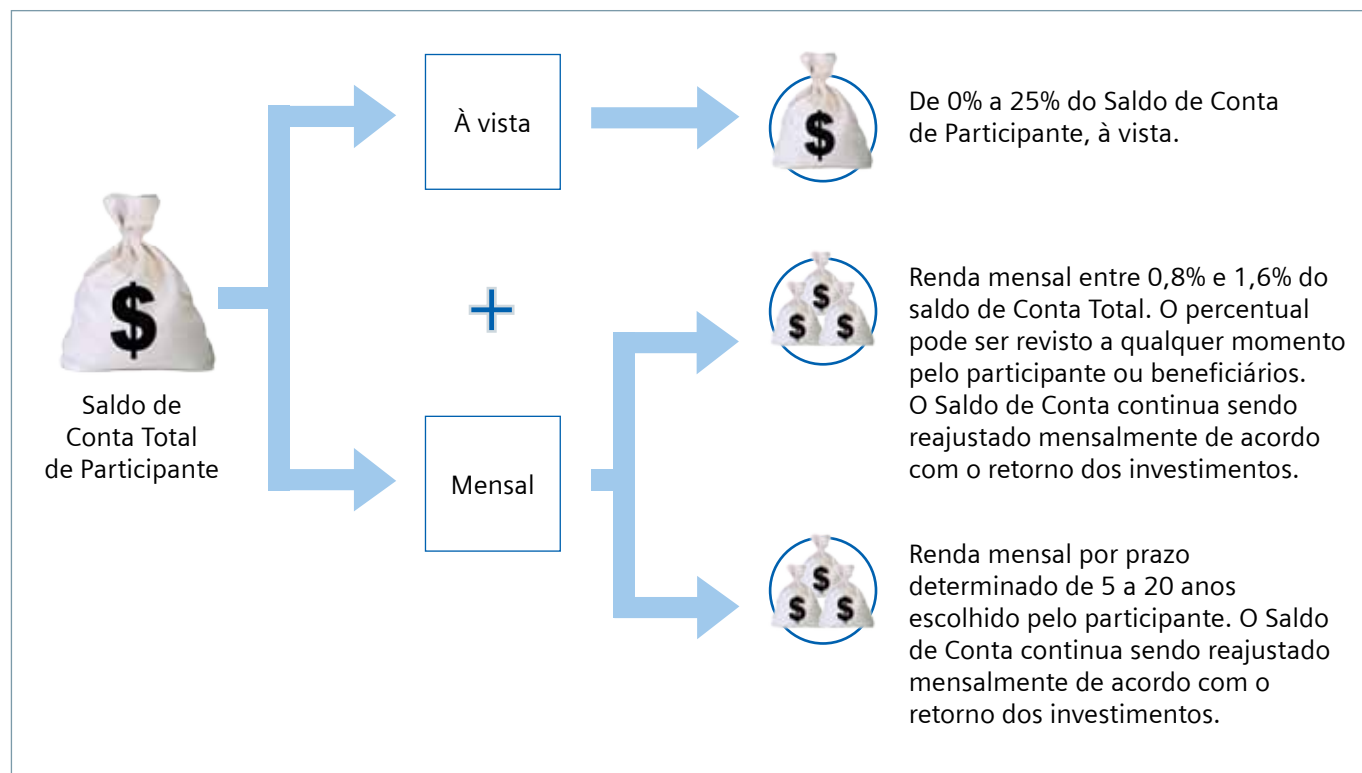 À vista
$
De 0% a 25% do Saldo de Conta
de Participante, à vista.
$
Saldo de
Conta Total
de Participante
+
Mensal
$
$ $
Renda mensal entre 0,8% e 1,6% do
saldo de Conta Total. O percentual
pode ser revisto a qualquer momento
pelo participante ou beneficiários.
O Saldo de Conta continua sendo
reajustado mensalmente de acordo
com o retorno dos investimentos.
$
$ $
Renda mensal por prazo
determinado de 5 a 20 anos
escolhido pelo participante. O Saldo
de Conta continua sendo reajustado
mensalmente de acordo com o
retorno dos investimentos.